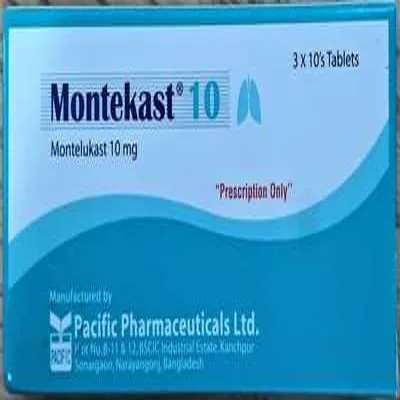 3 x 10's Tablets
Montekast® 10
Montelukast 10 mg
"Prescription Only"
Manufactured by
Pacific Pharmaceuticals Ltd.
PACIFIC
Plot No. B-11 & 12, BSCIC Industrial Estate, Kanchpur
Sonargaon, Narayangonj, Bangladesh